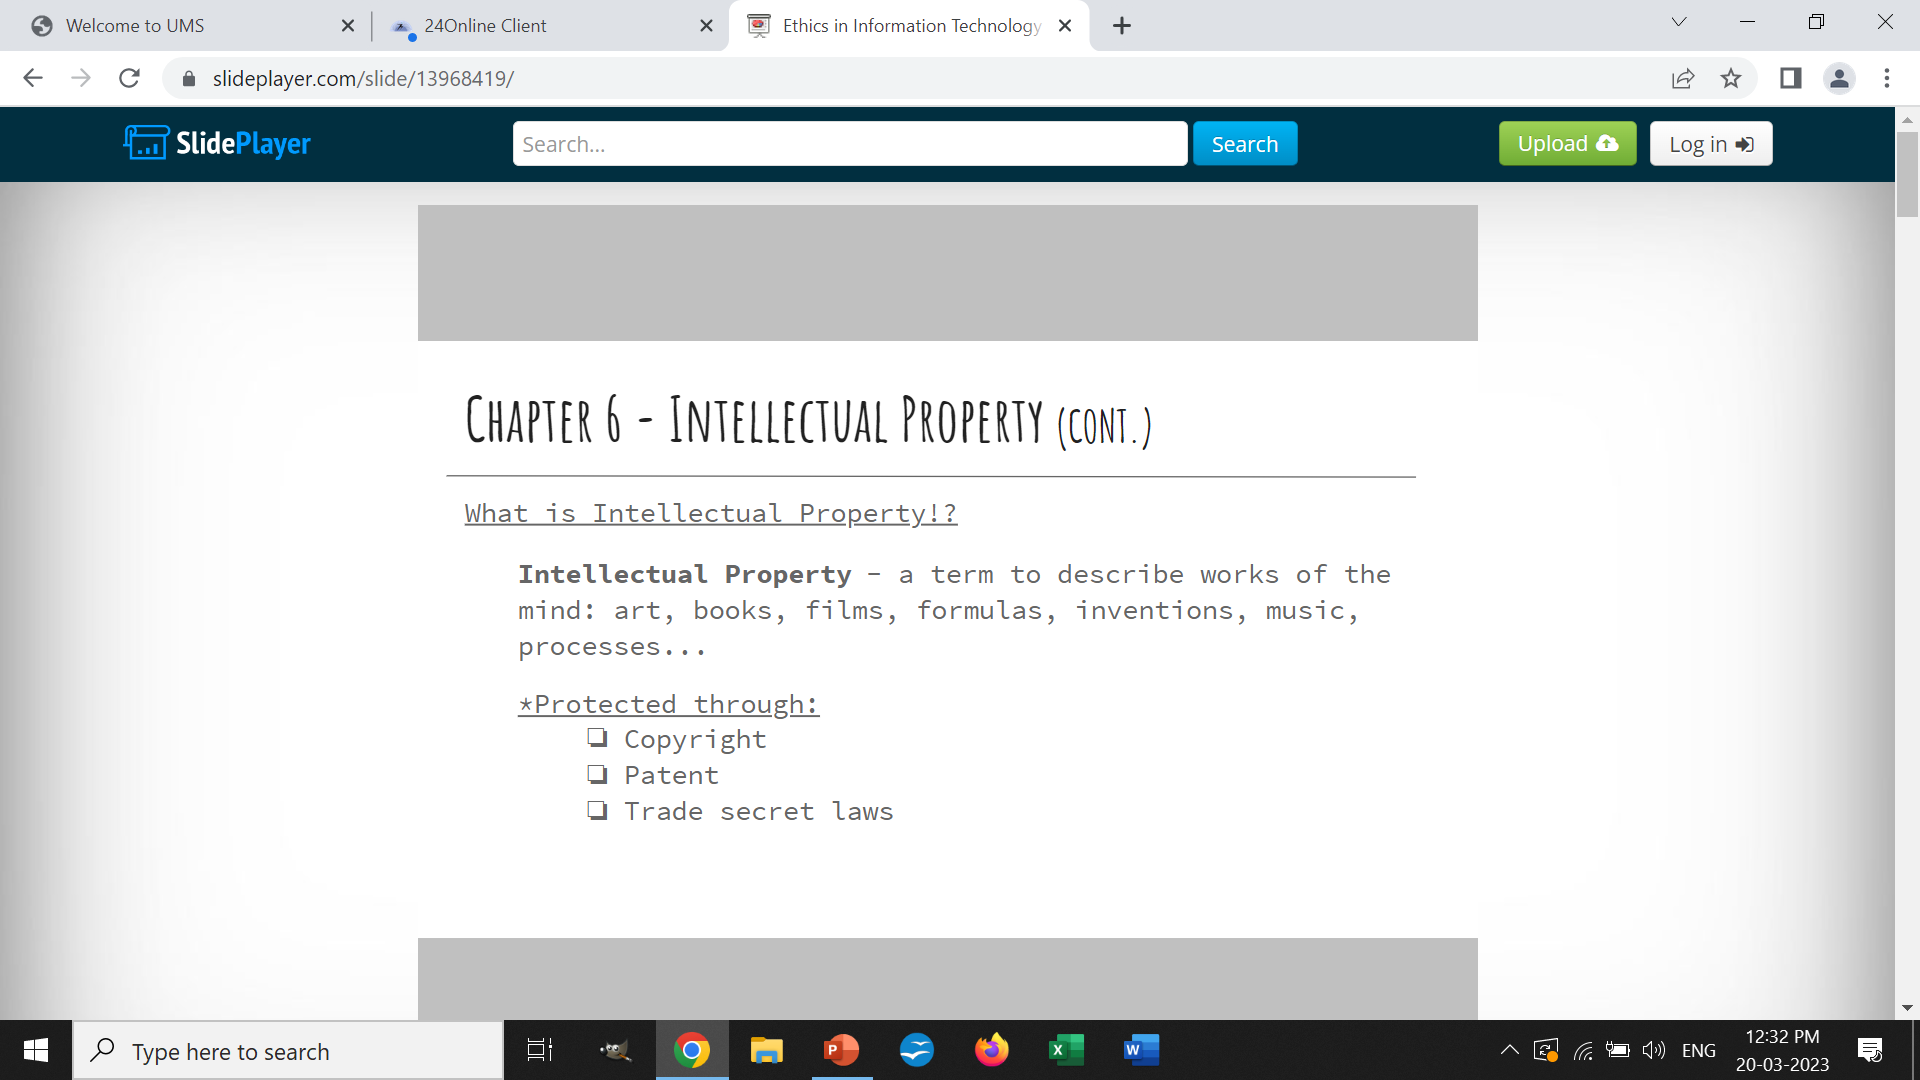 Welcome to UMS
24Online Client
Ethics in Information Technology
slideplayer.com/slide/13968419/
SlidePlayer
Search...
Search
Upload
Log in
Chapter 6 - Intellectual Property (cont.)
What is Intellectual Property!?
Intellectual Property - a term to describe works of the
mind: art, books, films, formulas, inventions, music,
processes...
*Protected through:
❏ Copyright
❏ Patent
❏ Trade secret laws
Type here to search
P
X
W
ENG
12:32 PM
20-03-2023